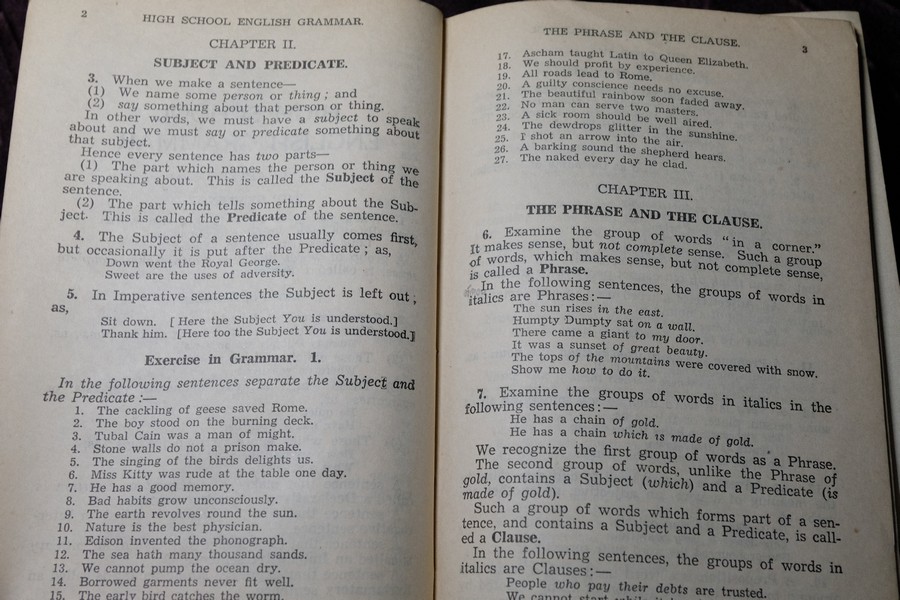 2
HIGH SCHOOL ENGLISH GRAMMAR.
CHAPTER II.
SUBJECT AND PREDICATE.
3. When we make a sentence—
(1) We name some person or thing; and
(2) say something about that person or thing.
In other words, we must have a subject to speak
about and we must say or predicate something about
that subject.
Hence every sentence has two parts—
(1) The part which names the person or thing we
are speaking about. This is called the Subject of the
sentence.
(2) The part which tells something about the Sub-
ject. This is called the Predicate of the sentence.
4. The Subject of a sentence usually comes first,
but occasionally it is put after the Predicate; as,
Down went the Royal George.
Sweet are the uses of adversity.
5. In Imperative sentences the Subject is left out;
as,
Sit down. [Here the Subject You is understood.]
Thank him. [Here too the Subject You is understood.]
Exercise in Grammar. 1.
In the following sentences separate the Subject and
the Predicate:—
1. The cackling of geese saved Rome.
2. The boy stood on the burning deck.
3. Tubal Cain was a man of might.
4. Stone walls do not a prison make.
5. The singing of the birds delights us.
6. Miss Kitty was rude at the table one day.
7. He has a good memory.
8. Bad habits grow unconsciously.
9. The earth revolves round the sun.
10. Nature is the best physician.
11. Edison invented the phonograph.
12. The sea hath many thousand sands.
13. We cannot pump the ocean dry.
14. Borrowed garments never fit well.
15. The early bird catches the worm.
THE PHRASE AND THE CLAUSE.
3
17. Ascham taught Latin to Queen Elizabeth.
18. We should profit by experience.
19. All roads lead to Rome.
20. A guilty conscience needs no excuse.
21. The beautiful rainbow soon faded away.
22. No man can serve two masters.
23. A sick room should be well aired.
24. The dewdrops glitter in the sunshine.
25. I shot an arrow into the air.
26. A barking sound the shepherd hears.
27. The naked every day he clad.
CHAPTER III.
THE PHRASE AND THE CLAUSE.
6. Examine the group of words "in a corner."
It makes sense, but not complete sense. Such a group
of words, which makes sense, but not complete sense,
is called a Phrase.
In the following sentences, the groups of words in
italics are Phrases:—
The sun rises in the east.
Humpty Dumpty sat on a wall.
There came a giant to my door.
It was a sunset of great beauty.
The tops of the mountains were covered with snow.
Show me how to do it.
7. Examine the groups of words in italics in the
following sentences:—
He has a chain of gold.
He has a chain which is made of gold.
We recognize the first group of words as a Phrase.
The second group of words, unlike the Phrase of
gold, contains a Subject (which) and a Predicate (is
made of gold).
Such a group of words which forms part of a sen-
tence, and contains a Subject and a Predicate, is call-
ed a Clause.
In the following sentences, the groups of words in
italics are Clauses:—
People who pay their debts are trusted.
We cannot start while it